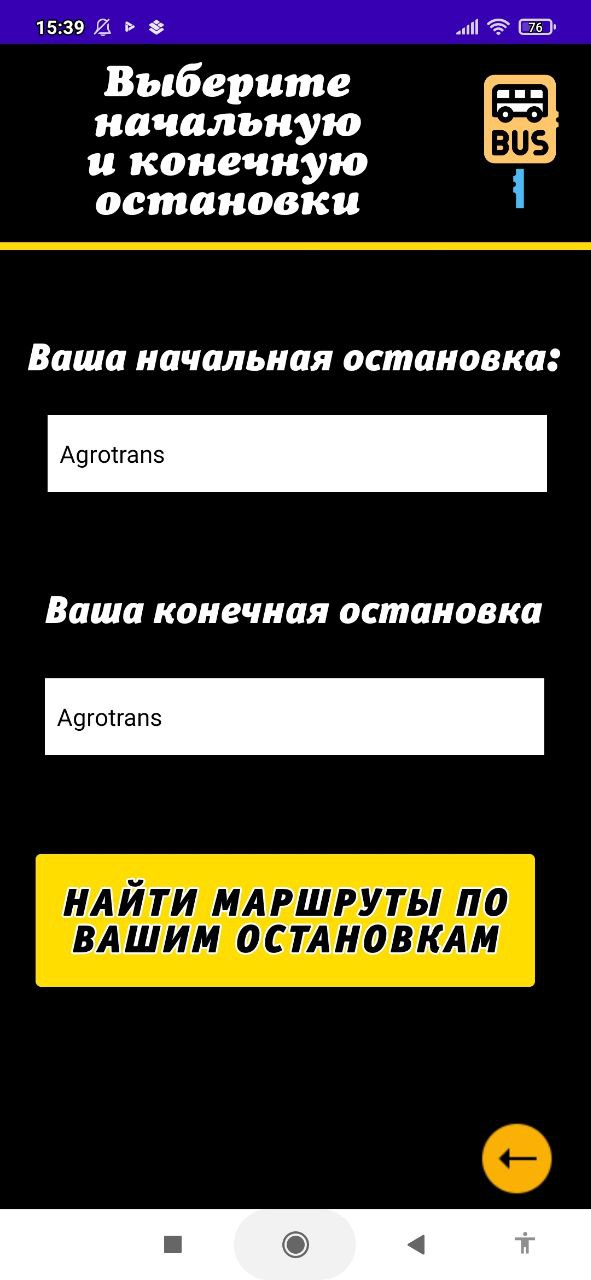 15:39
76
Выберите
начальную
и конечную
остановки
BUS
Ваша начальная остановка:
Agrotrans
Ваша конечная остановка
Agrotrans
НАЙТИ МАРШРУТЫ ПО
ВАШИМ ОСТАНОВКАМ